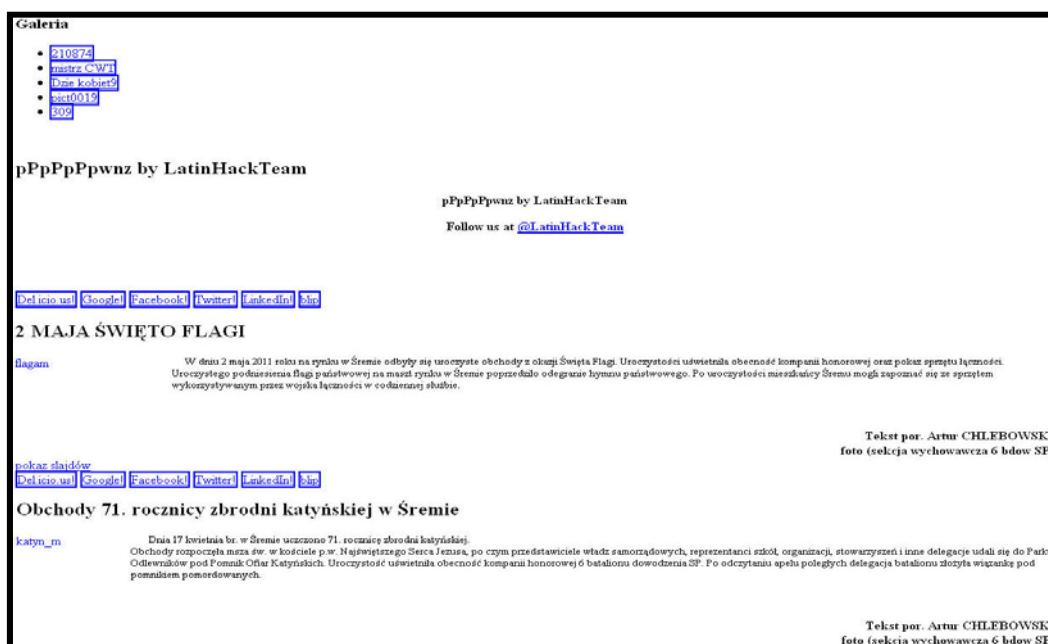 Galeria
210874
mistrz CWT
Dzie kobiet9
pict0019
309
pPpPpPpwnz by LatinHackTeam
pPpPpPpwnz by LatinHackTeam
Follow us at @LatinHackTeam
Del.icio.us! Google! Facebook! Twitter! LinkedIn! blip
2 MAJA ŚWIĘTO FLAGI
flagam
W dniu 2 maja 2011 roku na rynku w Śremie odbyły się uroczyste obchody z okazji Święta Flagi. Uroczystości uświetniła obecność kompanii honorowej oraz pokaz sprzętu łączności.
Uroczystego podniesienia flagi państwowej na maszt rynku w Śremie poprzedziło odegranie hymnu państwowego. Po uroczystości mieszkańcy Śremu mogli zapoznać się ze sprzętem
wykorzystywanym przez wojska łączności w codziennej służbie.
Tekst por. Artur CHLEBOWSK
foto (sekcja wychowawcza 6 bdow SP
pokaz slajdów
Del.icio.us! Google! Facebook! Twitter! LinkedIn! blip
Obchody 71. rocznicy zbrodni katyńskiej w Śremie
katyn_m
Dnia 17 kwietnia br. w Śremie uczczono 71. rocznicę zbrodni katyńskiej.
Obchody rozpoczęła msza św. w kościele p.w. Najświętszego Serca Jezusa, po czym przedstawiciele władz samorządowych, reprezentanci szkół, organizacji, stowarzyszeń i inne delegacje udali się do Park
Odlewników pod Pomnik Ofiar Katyńskich. Uroczystość uświetniła obecność kompanii honorowej 6 batalionu dowodzenia SP. Po odczytaniu apelu poległych delegacja batalionu złożyła wiązankę pod
pomnikiem pomordowanych.
Tekst por. Artur CHLEBOWSK
foto (sekcja wychowawcza 6 bdow SP